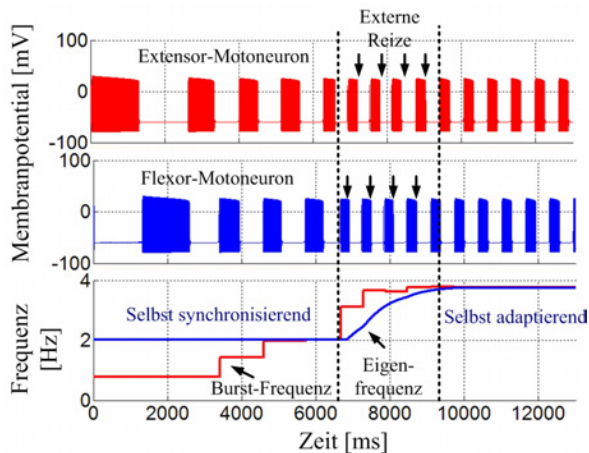 Externe
Reize
Extensor-Motoneuron
100
0
-100
Membranpotential [mV]
Flexor-Motoneuron
100
0
-100
Frequenz
[Hz]
4
2
0
Selbst synchronisierend
Selbst adaptierend
Burst-Frequenz
Eigen-
frequenz
0 2000 4000 6000 8000 10000 12000
Zeit [ms]